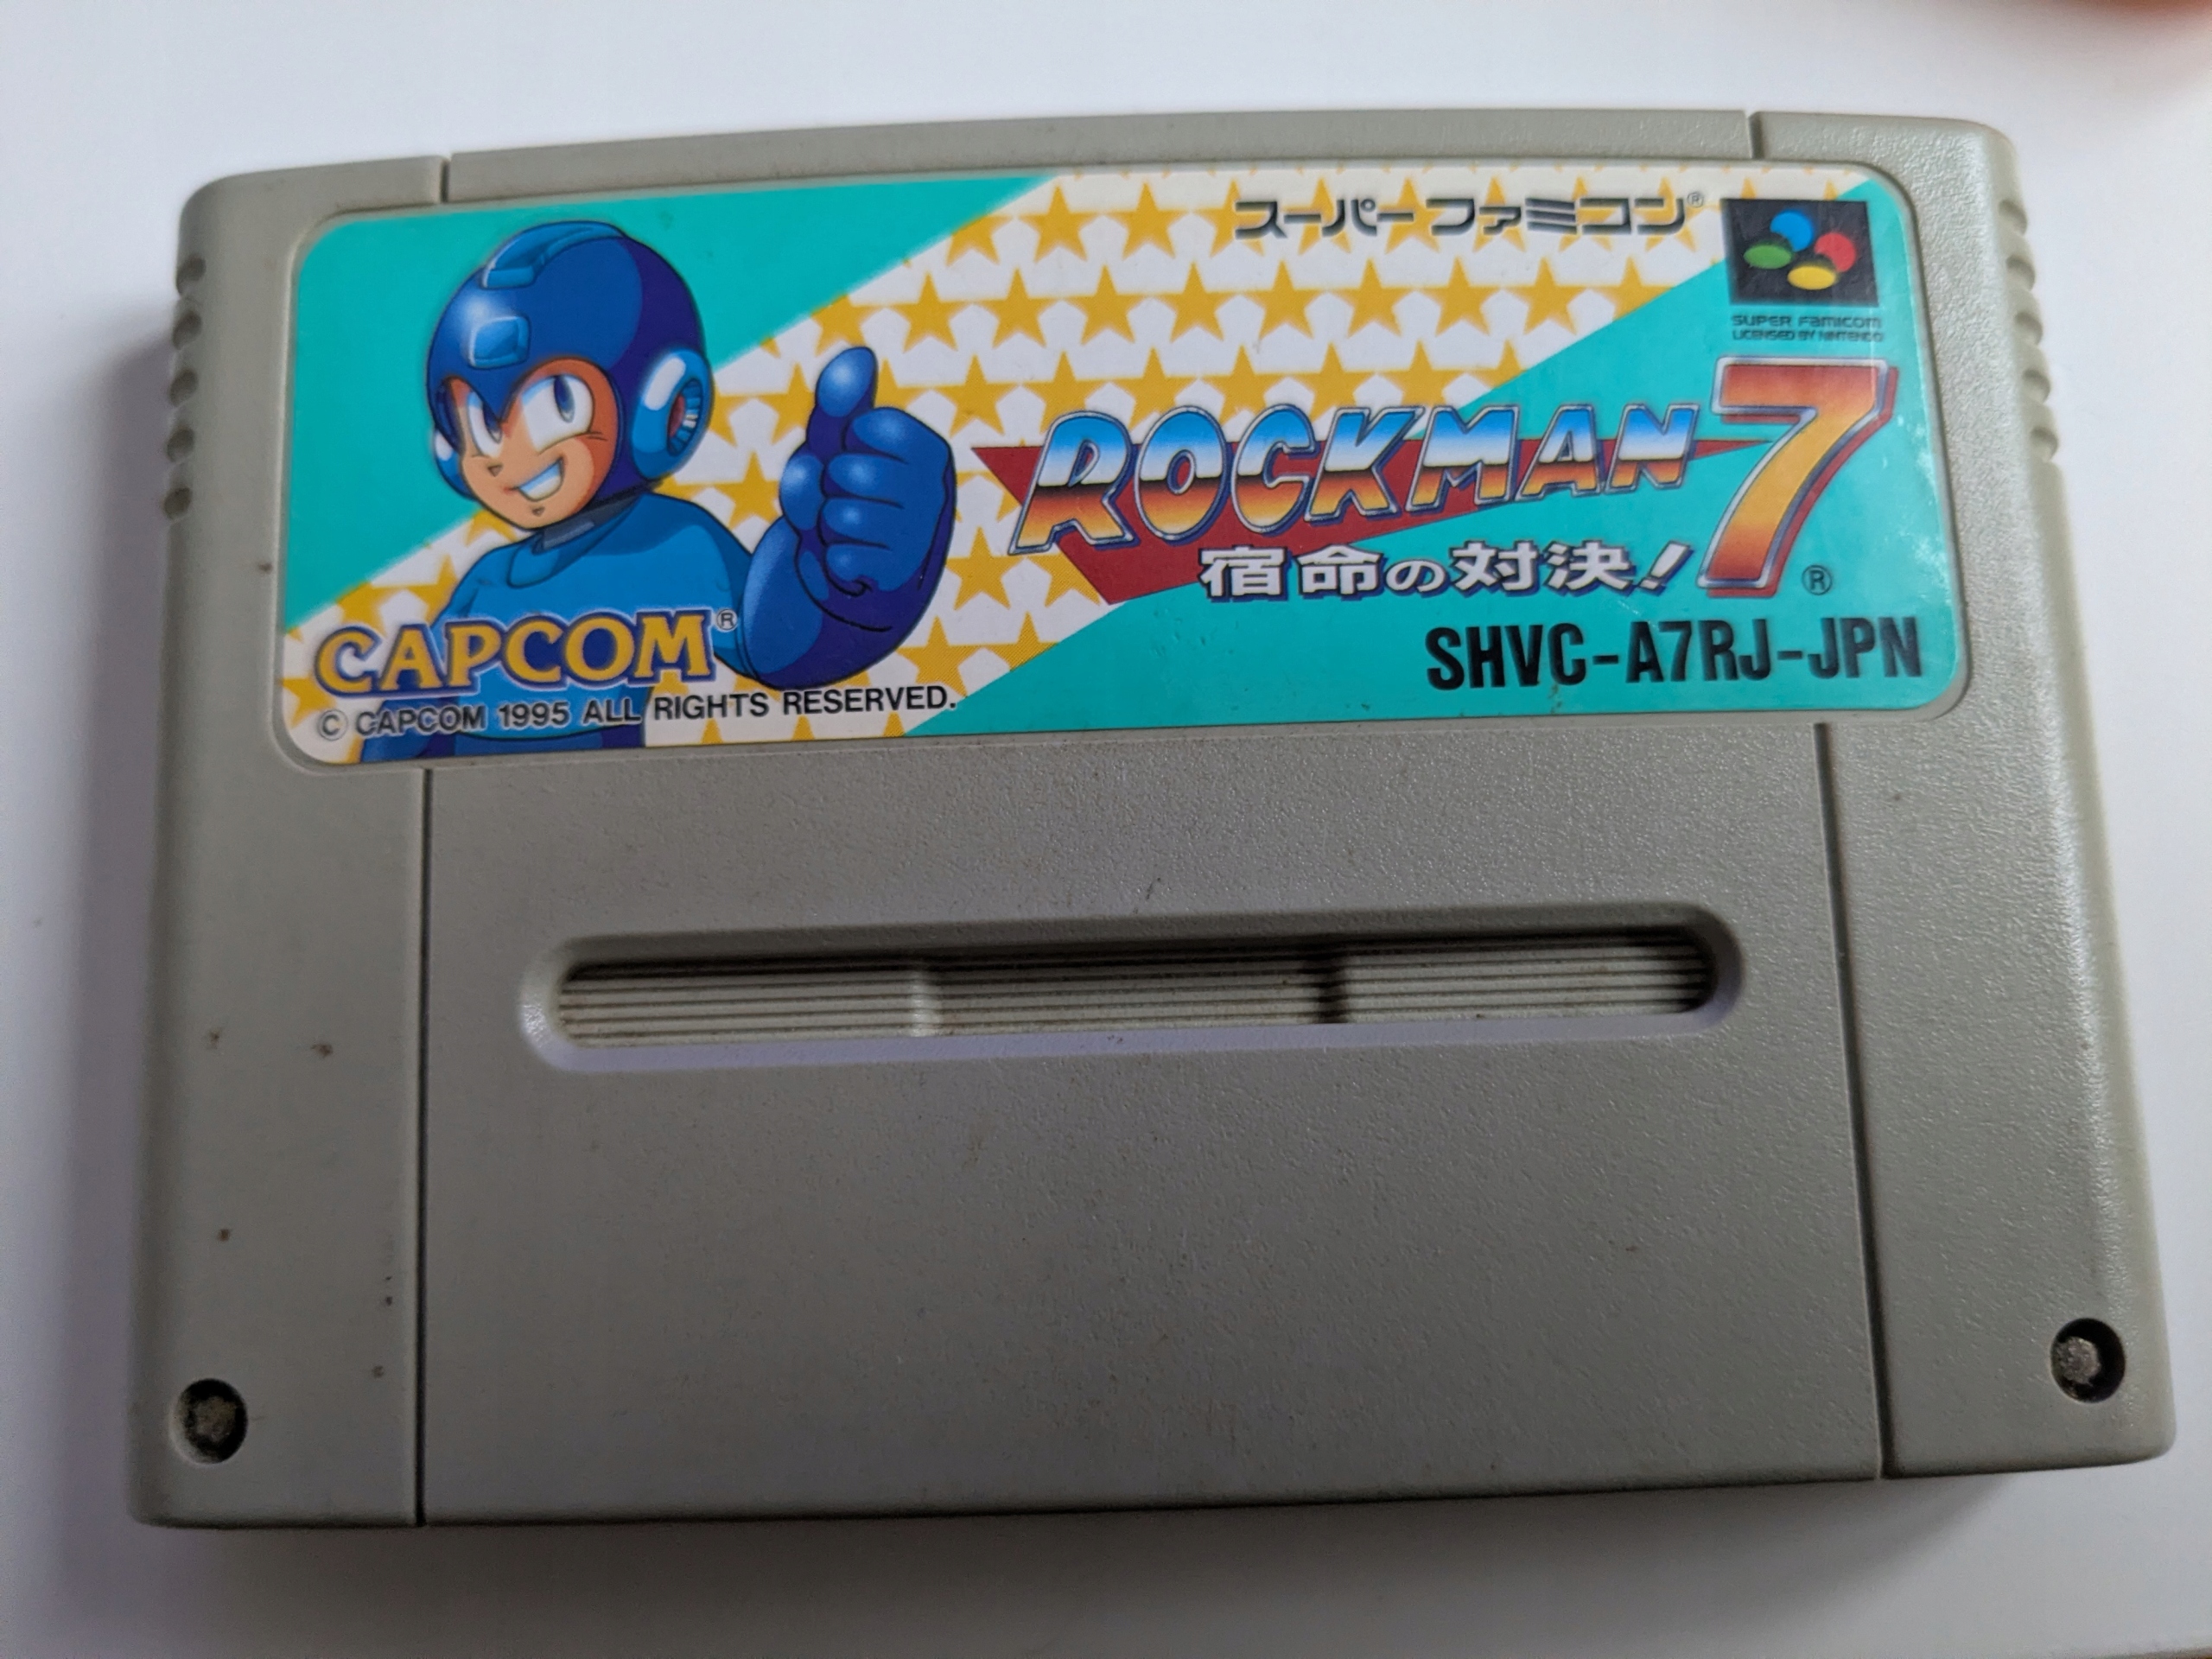 スーパーファミコン®
SUPER FAMICOM
LICENSED BY NINTENDO
ROCKMAN 7
宿命の対決!
®
CAPCOM®
SHVC-A7RJ-JPN
© CAPCOM 1995 ALL RIGHTS RESERVED.